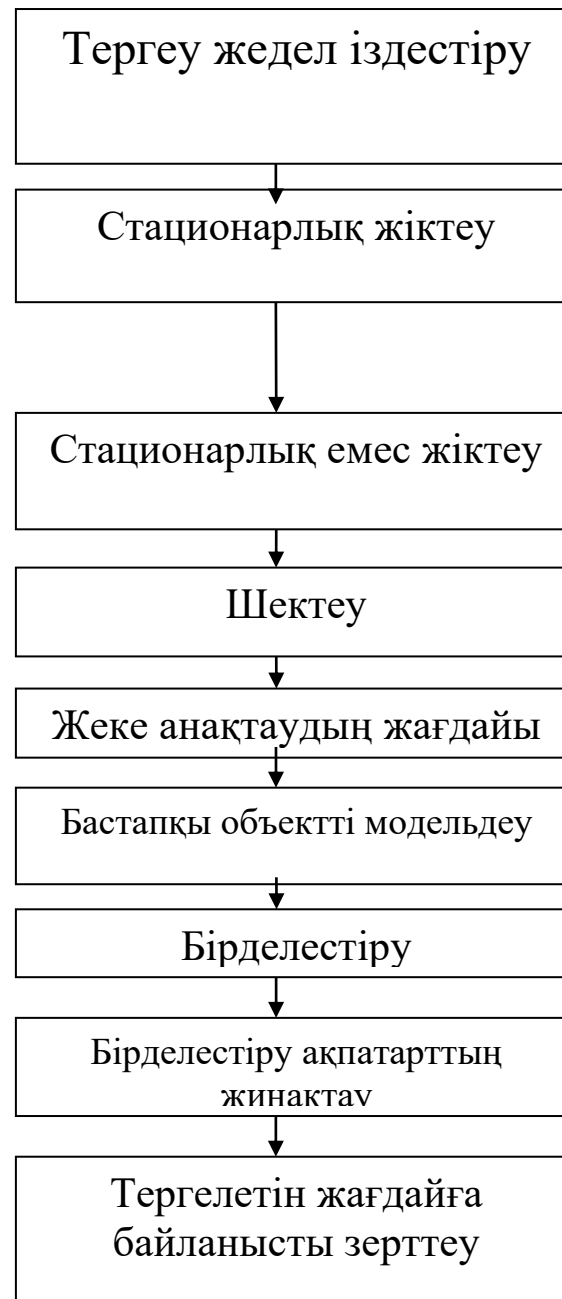 Тергеу жедел іздестіру
Стационарлық жіктеу
Стационарлық емес жіктеу
Шектеу
Жеке анақтаудың жағдайы
Бастапқы объектті модельдеу
Бірделестіру
Бірделестіру ақпатарттың
жинақтау
Тергелетін жағдайға
байланысты зерттеу